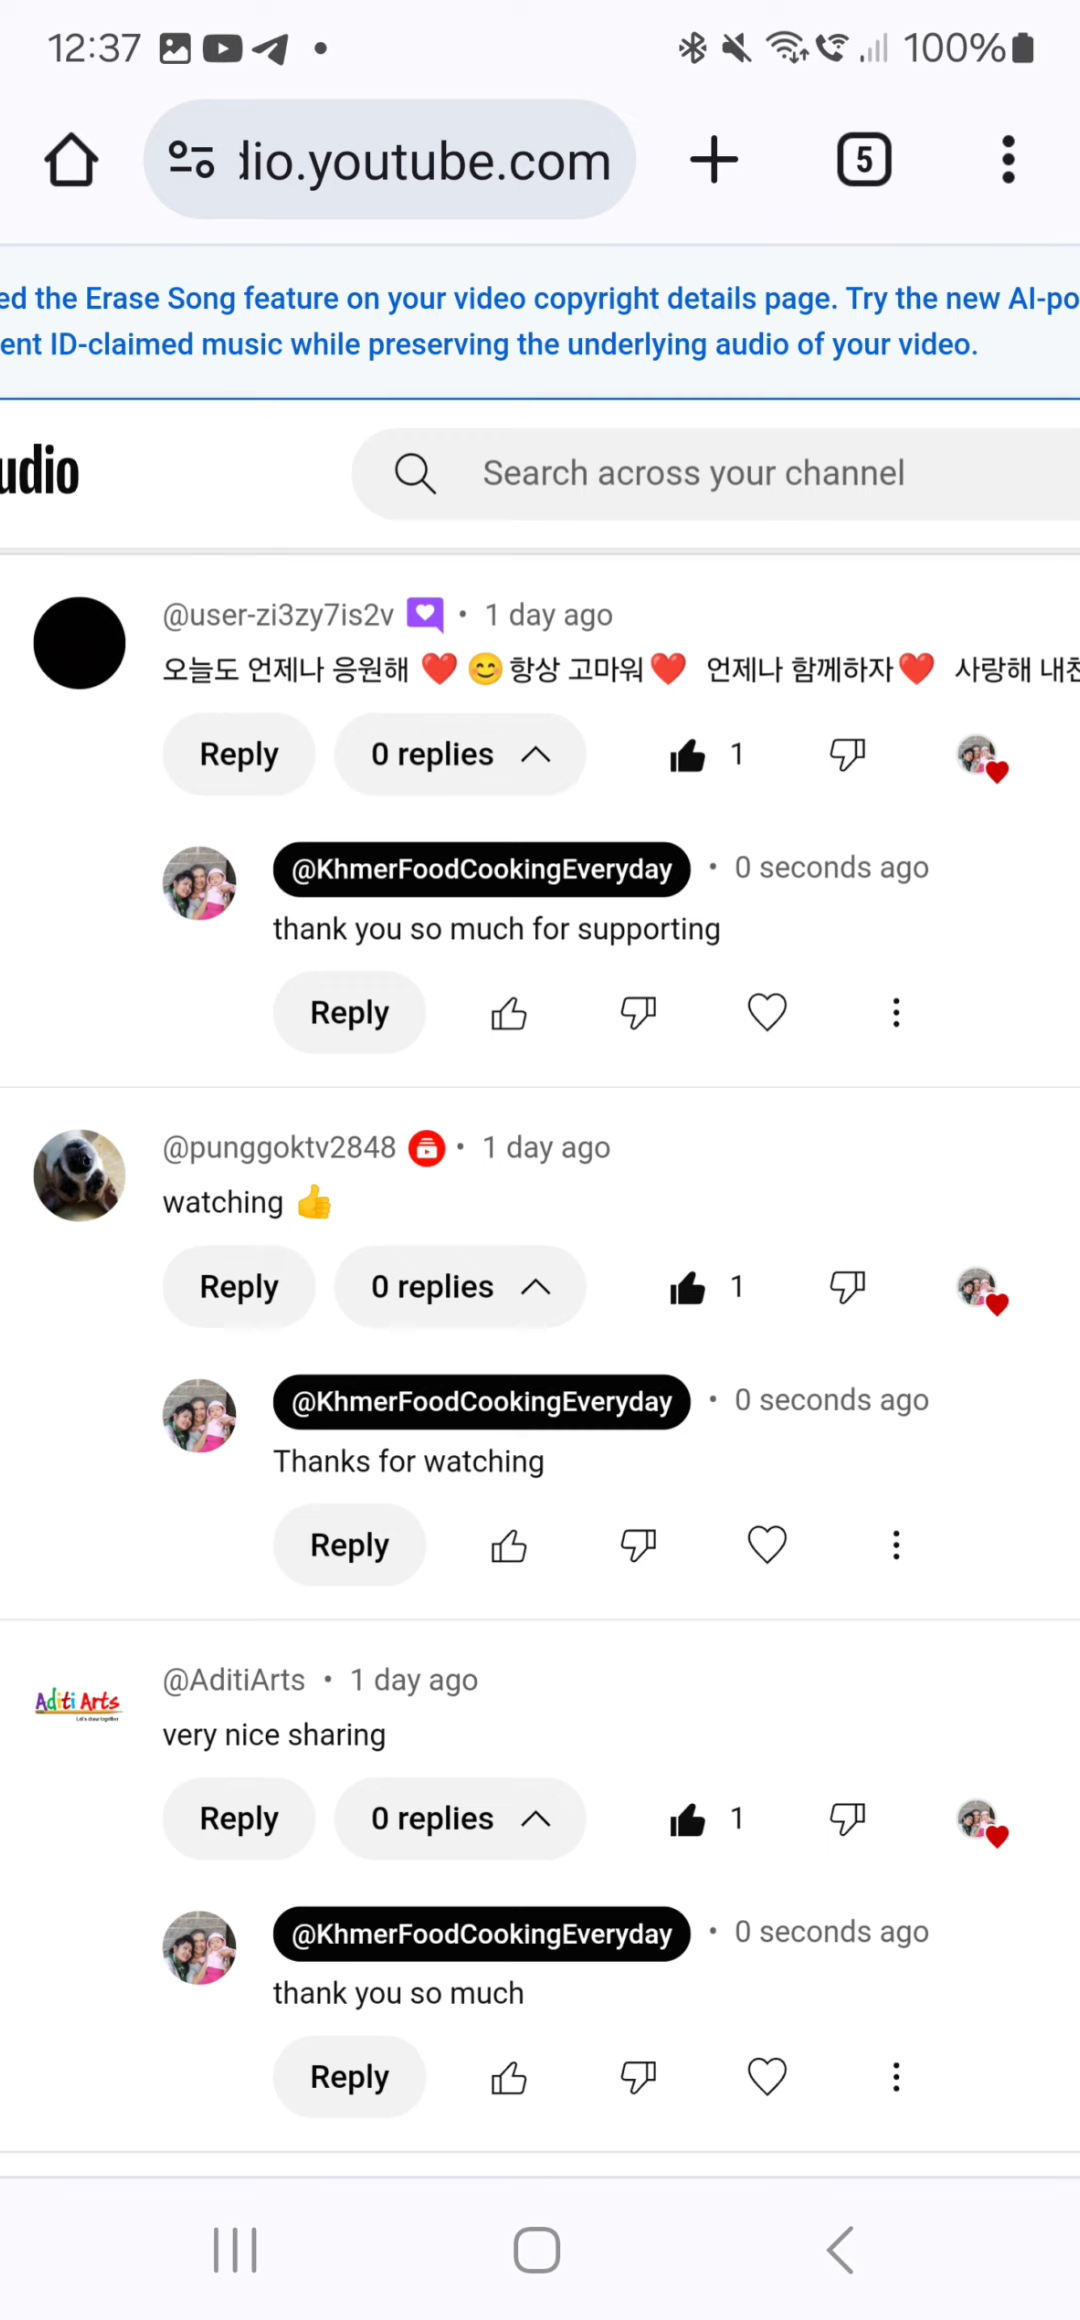 12:37
100%
dio.youtube.com
5
ed the Erase Song feature on your video copyright details page. Try the new AI-po
ent ID-claimed music while preserving the underlying audio of your video.
udio
Search across your channel
@user-zi3zy7is2v • 1 day ago
오늘도 언제나 응원해 ❤️ 😊 항상 고마워❤️ 언제나 함께하자❤️ 사랑해 내친
Reply
0 replies
1
@KhmerFoodCookingEveryday • 0 seconds ago
thank you so much for supporting
Reply
@punggoktv2848 • 1 day ago
watching 👍
Reply
0 replies
1
@KhmerFoodCookingEveryday • 0 seconds ago
Thanks for watching
Reply
Aditi Arts
@AditiArts • 1 day ago
very nice sharing
Reply
0 replies
1
@KhmerFoodCookingEveryday • 0 seconds ago
thank you so much
Reply